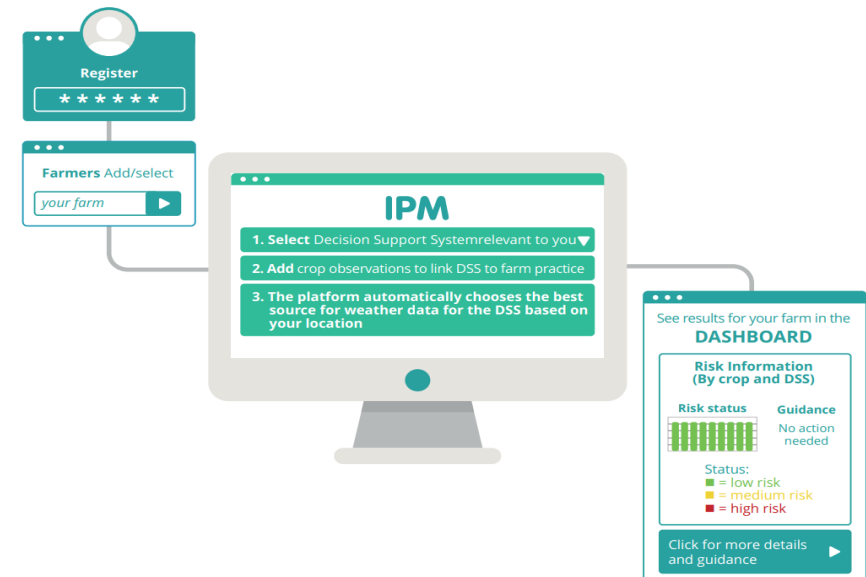 Register
******
Farmers Add/select
your farm
IPM
1. Select Decision Support Systemrelevant to you
2. Add crop observations to link DSS to farm practice
3. The platform automatically chooses the best
source for weather data for the DSS based on
your location
See results for your farm in the
DASHBOARD
Risk Information
(By crop and DSS)
Risk status
Guidance
No action
needed
Status:
= low risk
= medium risk
= high risk
Click for more details
and guidance